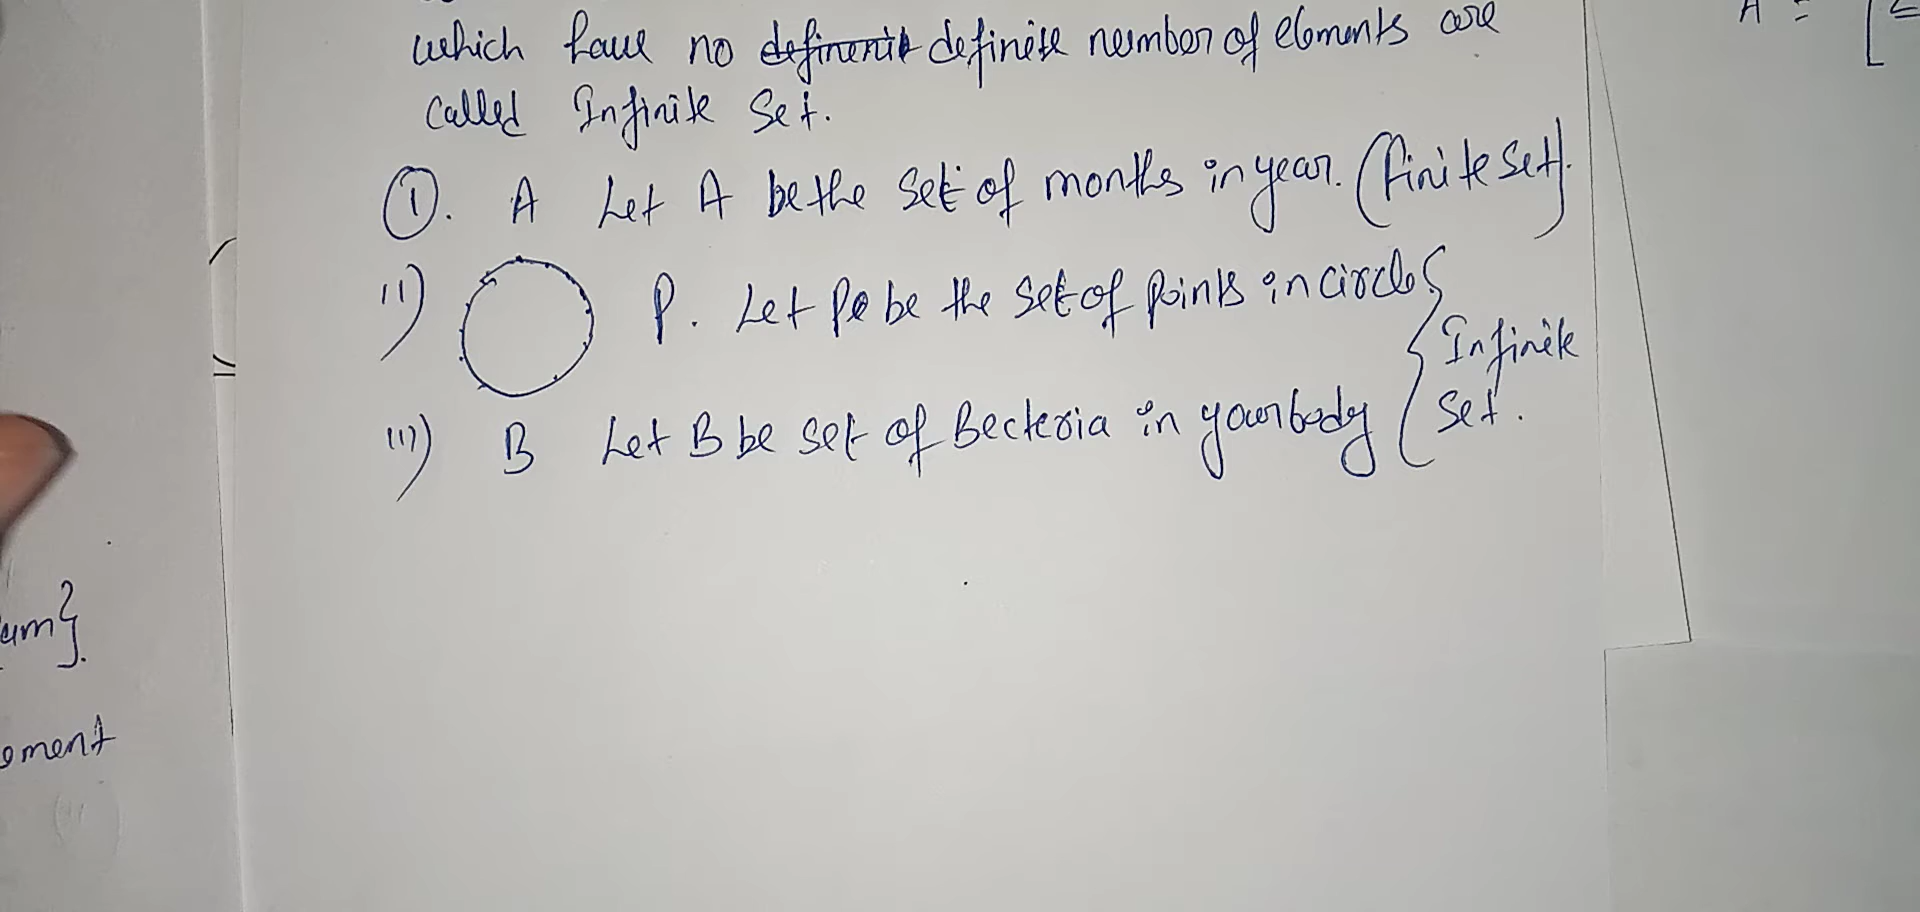 which have no definenit definite number of elements are
Called Infinite Set.
①. A Let A be the Set of months in year. (finite set).
ii) P. Let Pe be the Set of Points in circle
iii) B Let B be set of Becteria in your body
Infinite
Set.
A =
um}.
ement